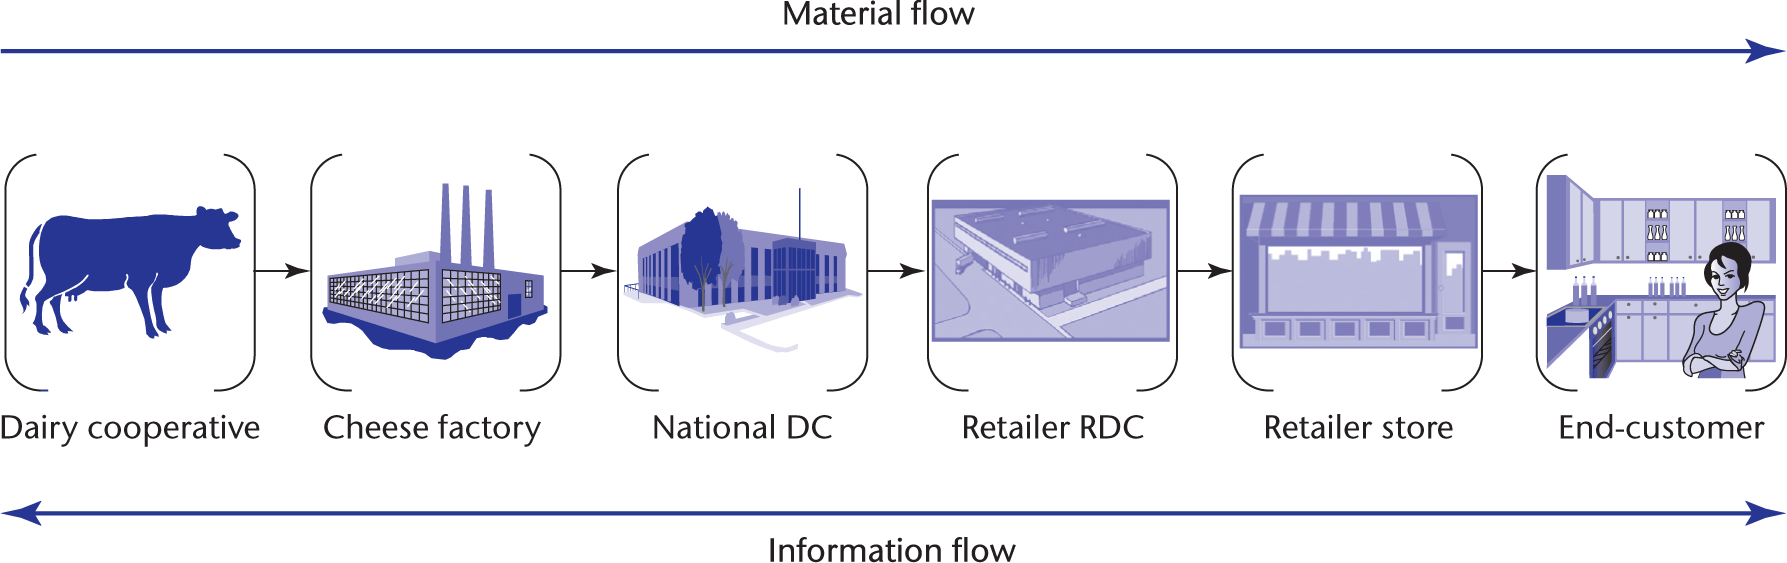 Material flow
Dairy cooperative
Cheese factory
National DC
Retailer RDC
Retailer store
End-customer
Information flow